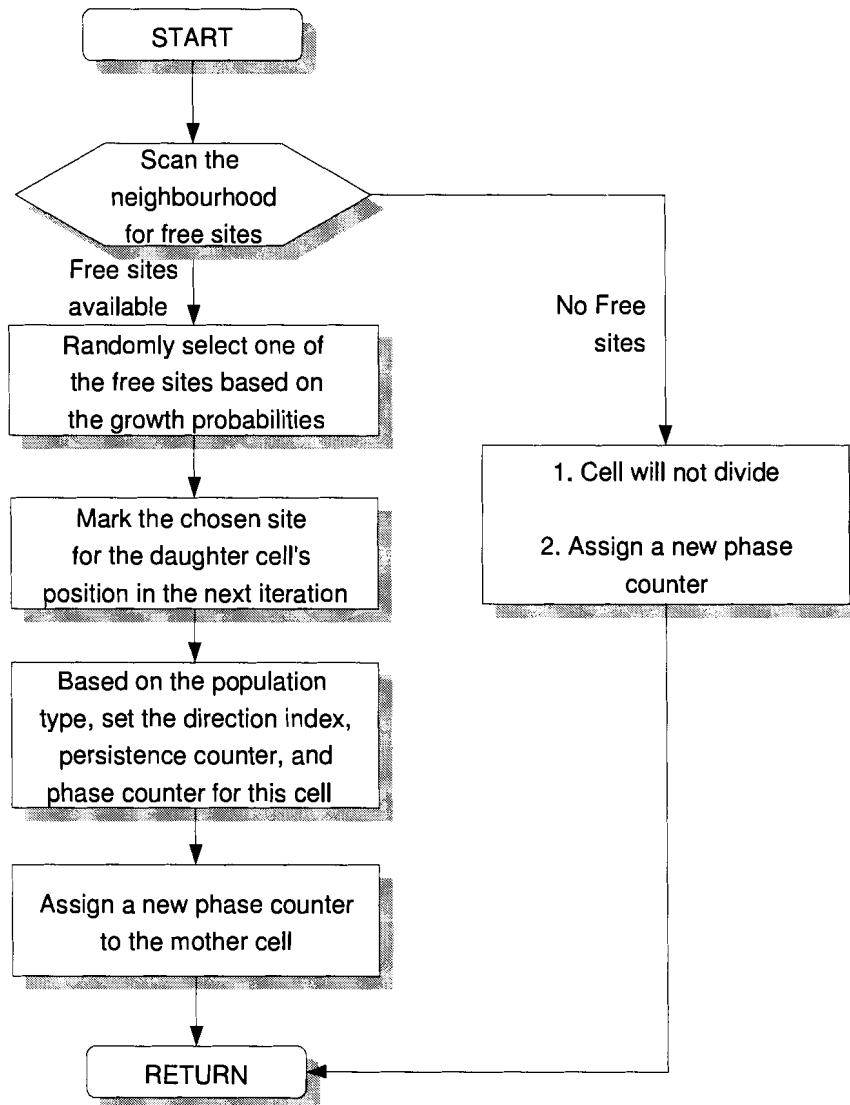 START
Scan the
neighbourhood
for free sites
Free sites
available
No Free
sites
Randomly select one of
the free sites based on
the growth probabilities
1. Cell will not divide
2. Assign a new phase
counter
Mark the chosen site
for the daughter cell's
position in the next iteration
Based on the population
type, set the direction index,
persistence counter, and
phase counter for this cell
Assign a new phase counter
to the mother cell
RETURN